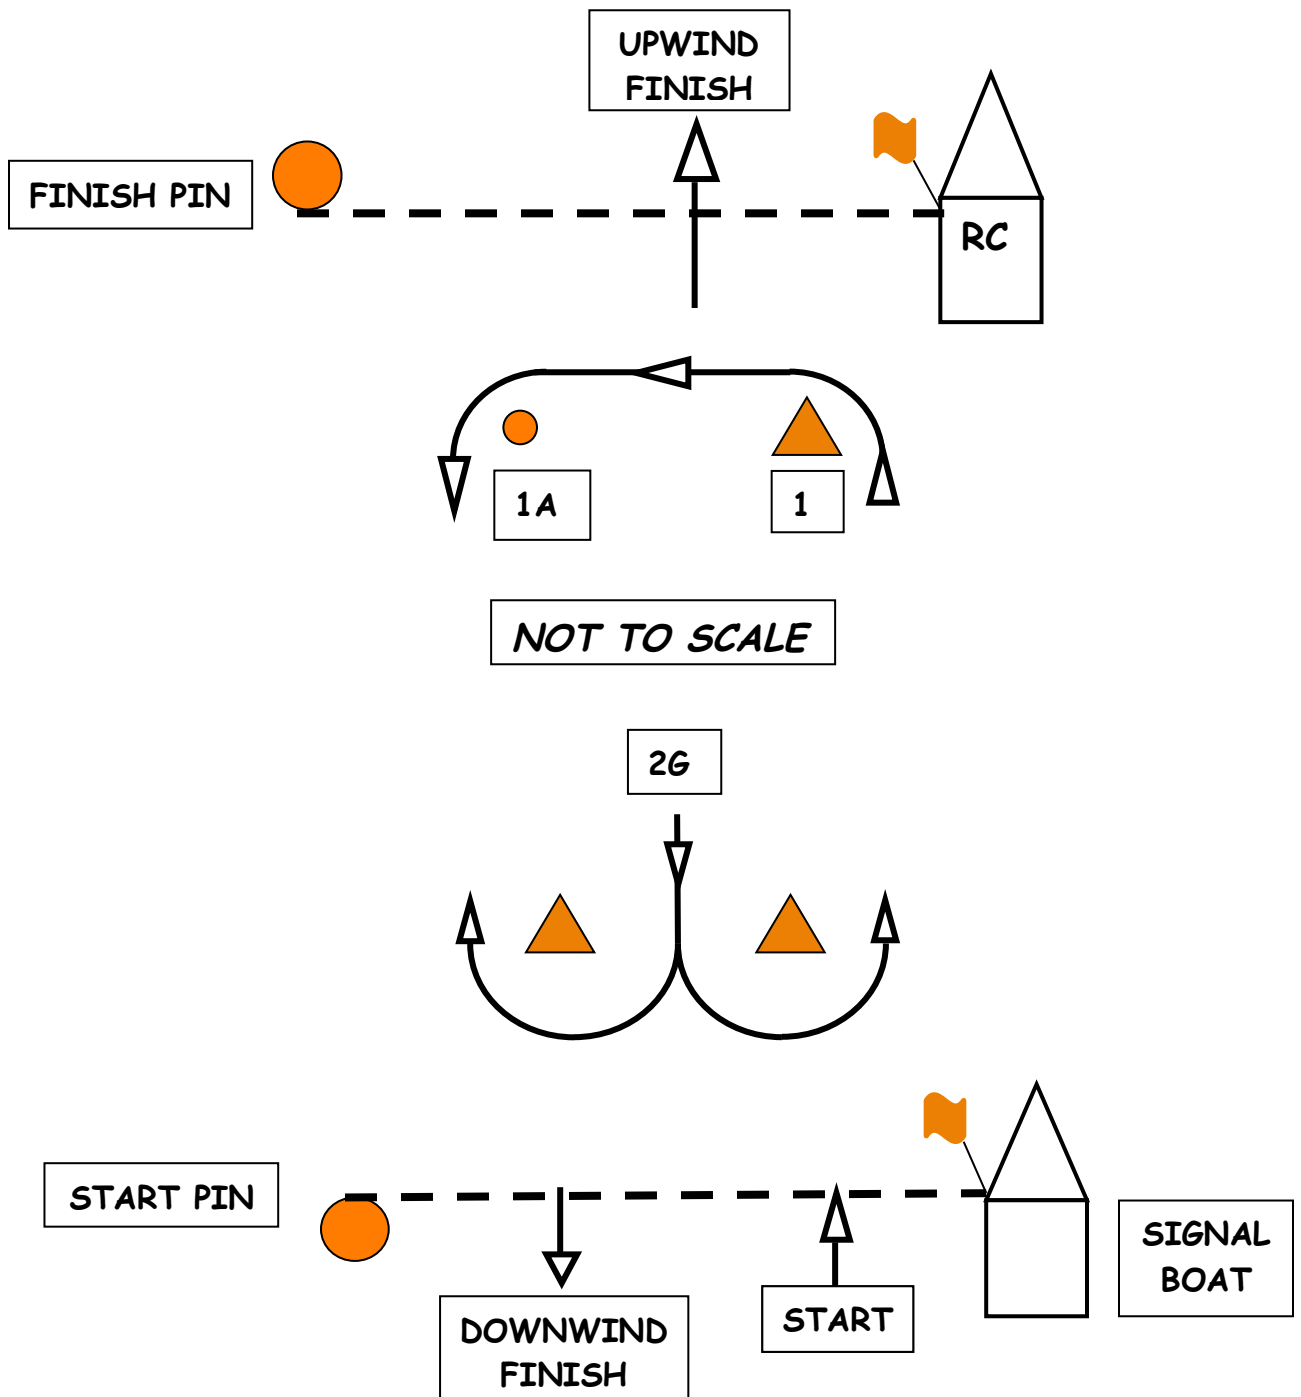 UPWIND
FINISH
FINISH PIN
RC
1A
1
NOT TO SCALE
2G
START PIN
SIGNAL
BOAT
START
DOWNWIND
FINISH